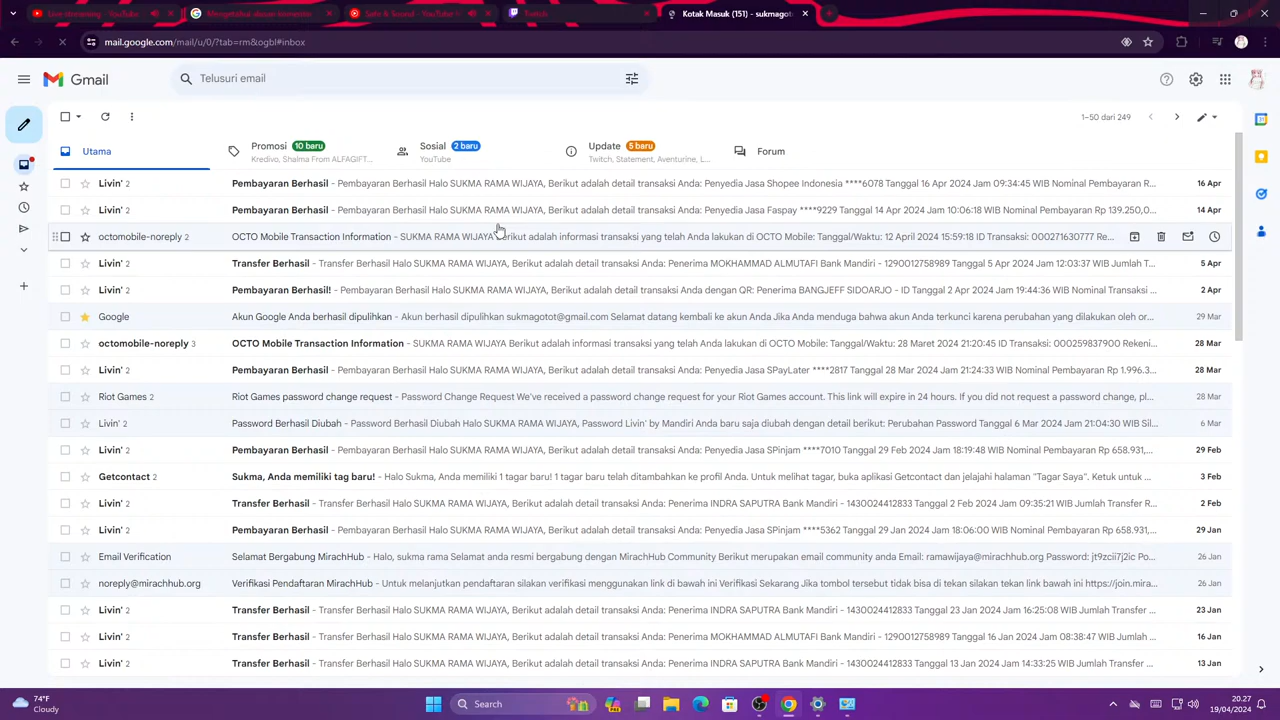 Live streaming - YouTube
Mengetahui alasan
Safe & Sound - YouTube
Twitch
Kotak Masuk (151) - sukmagot
mail.google.com/mail/u/0/?tab=rm&ogbl#inbox
Gmail
Telusuri email
1–50 dari 249
Utama
Promosi 10 baru
Kredivo, Shalma From ALFAGIFT...
Sosial 2 baru
YouTube
Update 5 baru
Twitch, Statement, Aventurine, L...
Forum
Livin' 2 Pembayaran Berhasil - Pembayaran Berhasil Halo SUKMA RAMA WIJAYA, Berikut adalah detail transaksi Anda: Penyedia Jasa Shopee Indonesia ****6078 Tanggal 16 Apr 2024 Jam 09:34:45 WIB Nominal Pembayaran R... 16 Apr
Livin' 2 Pembayaran Berhasil - Pembayaran Berhasil Halo SUKMA RAMA WIJAYA, Berikut adalah detail transaksi Anda: Penyedia Jasa Faspay ****9229 Tanggal 14 Apr 2024 Jam 10:06:18 WIB Nominal Pembayaran Rp 139.250,0... 14 Apr
octomobile-noreply 2 OCTO Mobile Transaction Information - SUKMA RAMA WIJAYA, Berikut adalah informasi transaksi yang telah Anda lakukan di OCTO Mobile: Tanggal/Waktu: 12 April 2024 15:59:18 ID Transaksi: 000271630777 Re...
Livin' 2 Transfer Berhasil - Transfer Berhasil Halo SUKMA RAMA WIJAYA, Berikut adalah detail transaksi Anda: Penerima MOKHAMMAD ALMUTAFI Bank Mandiri - 1290012758989 Tanggal 5 Apr 2024 Jam 12:03:37 WIB Jumlah T... 5 Apr
Livin' 2 Pembayaran Berhasil! - Pembayaran Berhasil Halo SUKMA RAMA WIJAYA, Berikut adalah detail transaksi Anda dengan QR: Penerima BANGJEFF SIDOARJO - ID Tanggal 2 Apr 2024 Jam 19:44:36 WIB Nominal Transaksi ... 2 Apr
Google Akun Google Anda berhasil dipulihkan - Akun berhasil dipulihkan sukmagotot@gmail.com Selamat datang kembali ke akun Anda Jika Anda menduga bahwa akun Anda terkunci karena perubahan yang dilakukan oleh or... 29 Mar
octomobile-noreply 3 OCTO Mobile Transaction Information - SUKMA RAMA WIJAYA, Berikut adalah informasi transaksi yang telah Anda lakukan di OCTO Mobile: Tanggal/Waktu: 28 Maret 2024 21:20:45 ID Transaksi: 000259837900 Rekeni... 28 Mar
Livin' 2 Pembayaran Berhasil - Pembayaran Berhasil Halo SUKMA RAMA WIJAYA, Berikut adalah detail transaksi Anda: Penyedia Jasa SPayLater ****2817 Tanggal 28 Mar 2024 Jam 21:24:33 WIB Nominal Pembayaran Rp 1.996.3... 28 Mar
Riot Games 2 Riot Games password change request - Password Change Request We've received a password change request for your Riot Games account. This link will expire in 24 hours. If you did not request a password change, pl... 28 Mar
Livin' 2 Password Berhasil Diubah - Password Berhasil Diubah Halo SUKMA RAMA WIJAYA, Password Livin' by Mandiri Anda baru saja diubah dengan detail berikut: Perubahan Password Tanggal 6 Mar 2024 Jam 21:04:30 WIB Sil... 6 Mar
Livin' 2 Pembayaran Berhasil - Pembayaran Berhasil Halo SUKMA RAMA WIJAYA, Berikut adalah detail transaksi Anda: Penyedia Jasa SPinjam ****7010 Tanggal 29 Feb 2024 Jam 18:19:48 WIB Nominal Pembayaran Rp 658.931,... 29 Feb
Getcontact 2 Sukma, Anda memiliki tag baru! - Halo Sukma, Anda memiliki 1 tagar baru! 1 tagar baru telah ditambahkan ke profil Anda. Untuk melihat tagar, buka aplikasi Getcontact dan jelajahi halaman "Tagar Saya". Ketuk untuk ... 3 Feb
Livin' 2 Transfer Berhasil - Transfer Berhasil Halo SUKMA RAMA WIJAYA, Berikut adalah detail transaksi Anda: Penerima INDRA SAPUTRA Bank Mandiri - 1430024412833 Tanggal 2 Feb 2024 Jam 09:35:21 WIB Jumlah Transfer R... 2 Feb
Livin' 2 Pembayaran Berhasil - Pembayaran Berhasil Halo SUKMA RAMA WIJAYA, Berikut adalah detail transaksi Anda: Penyedia Jasa SPinjam ****5362 Tanggal 29 Jan 2024 Jam 18:06:00 WIB Nominal Pembayaran Rp 658.931,... 29 Jan
Email Verification Selamat Bergabung MirachHub - Halo, sukma rama Selamat anda resmi bergabung dengan MirachHub Community Berikut merupakan email community anda Email: ramawijaya@mirachhub.org Password: jt9zcii7j2ic Po... 26 Jan
noreply@mirachhub.org Verifikasi Pendaftaran MirachHub - Untuk melanjutkan pendaftaran silakan verifikasi menggunakan link di bawah ini Verifikasi Sekarang Jika tombol tersebut tidak bisa di tekan silakan tekan link bawah ini https://join.mira... 26 Jan
Livin' 2 Transfer Berhasil - Transfer Berhasil Halo SUKMA RAMA WIJAYA, Berikut adalah detail transaksi Anda: Penerima INDRA SAPUTRA Bank Mandiri - 1430024412833 Tanggal 23 Jan 2024 Jam 16:25:08 WIB Jumlah Transfer ... 23 Jan
Livin' 2 Transfer Berhasil - Transfer Berhasil Halo SUKMA RAMA WIJAYA, Berikut adalah detail transaksi Anda: Penerima MOKHAMMAD ALMUTAFI Bank Mandiri - 1290012758989 Tanggal 16 Jan 2024 Jam 08:38:47 WIB Jumlah ... 16 Jan
Livin' 2 Transfer Berhasil - Transfer Berhasil Halo SUKMA RAMA WIJAYA, Berikut adalah detail transaksi Anda: Penerima INDRA SAPUTRA Bank Mandiri - 1430024412833 Tanggal 13 Jan 2024 Jam 14:33:25 WIB Jumlah Transfer ... 13 Jan
74°F
Cloudy
Search
20.27
19/04/2024